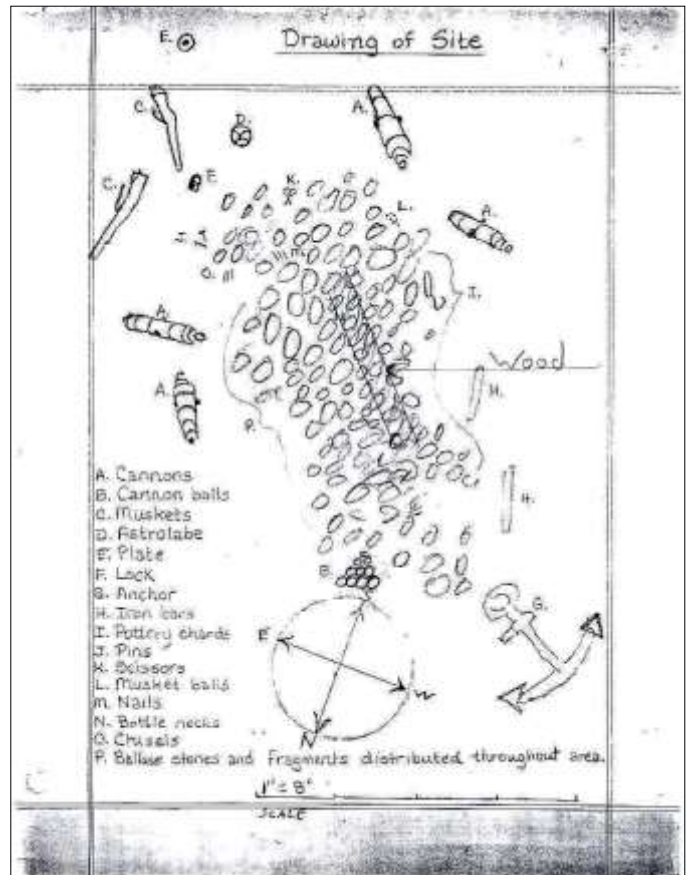 E.
Drawing of Site
C.
D.
A.
C.
F.
K.
L.
A.
O.
I.
A.
Wood
H.
A.
P.
H.
A. Cannons
B. Cannon balls
C. Muskets
D. Astrolabe
E. Plate
F. Lock
G. Anchor
H. Iron bars
I. Pottery shards
J. Pins
K. Scissors
L. Musket balls
M. Nails
N. Bottle necks
O. Chisels
P. Ballast stones and Fragments distributed throughout area.
B.
G.
E
W
N
1" = 8'
SCALE